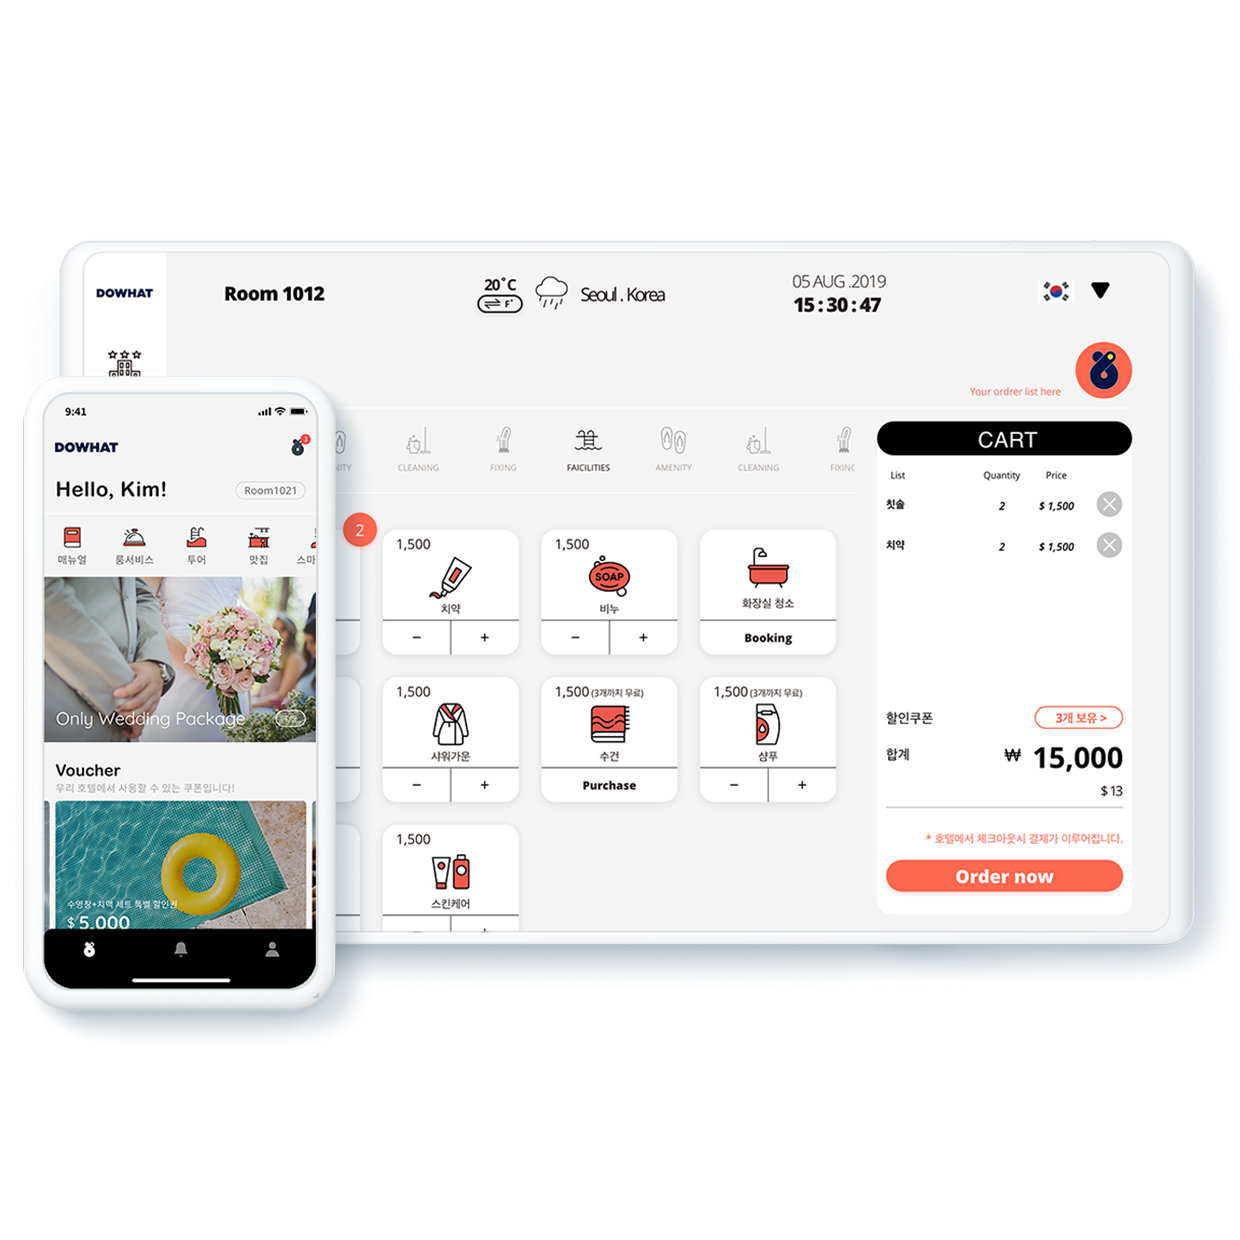 DOWHAT
Room 1012
20°C
F°
Seoul . Korea
05 AUG .2019
15 : 30 : 47
Your ordrer list here
CLEANING
FIXING
FAICILITIES
AMENITY
CLEANING
2
1,500
치약
− +
1,500
SOAP
비누
− +
화장실 청소
Booking
1,500
샤워가운
− +
1,500 (3개까지 무료)
수건
Purchase
1,500 (3개까지 무료)
샴푸
− +
1,500
스킨케어
CART
List Quantity Price
칫솔 2 $ 1,500
치약 2 $ 1,500
할인쿠폰 3개 보유 >
합계 ₩ 15,000
$ 13
* 호텔에서 체크아웃시 결제가 이루어집니다.
Order now
9:41
DOWHAT
3
Hello, Kim!
Room1021
매뉴얼 룸서비스 투어 맛집 스마
Only Wedding Package
Voucher
우리 호텔에서 사용할 수 있는 쿠폰입니다!
수영장+치맥 세트 특별 할인권
$ 5,000